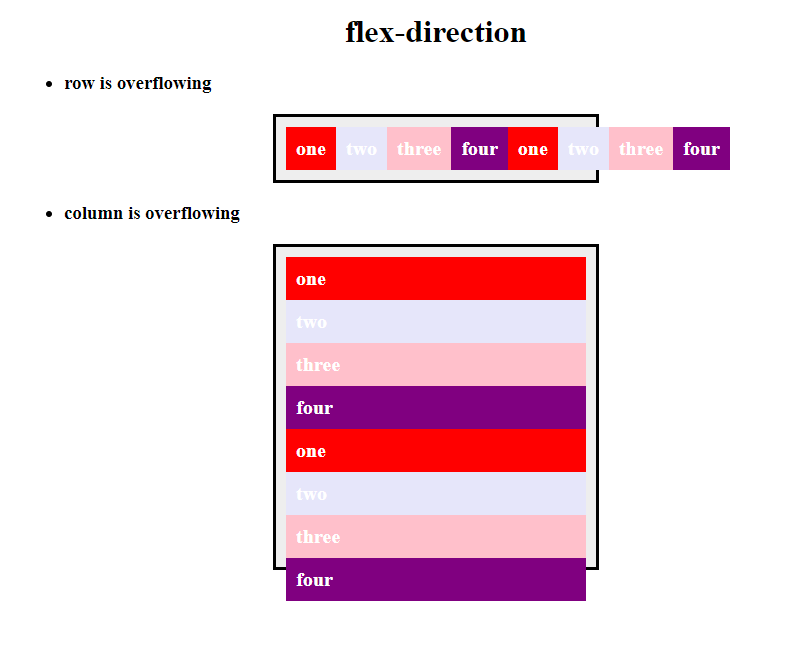 flex-direction
row is overflowing
one two three four one two three four
column is overflowing
one
two
three
four
one
two
three
four